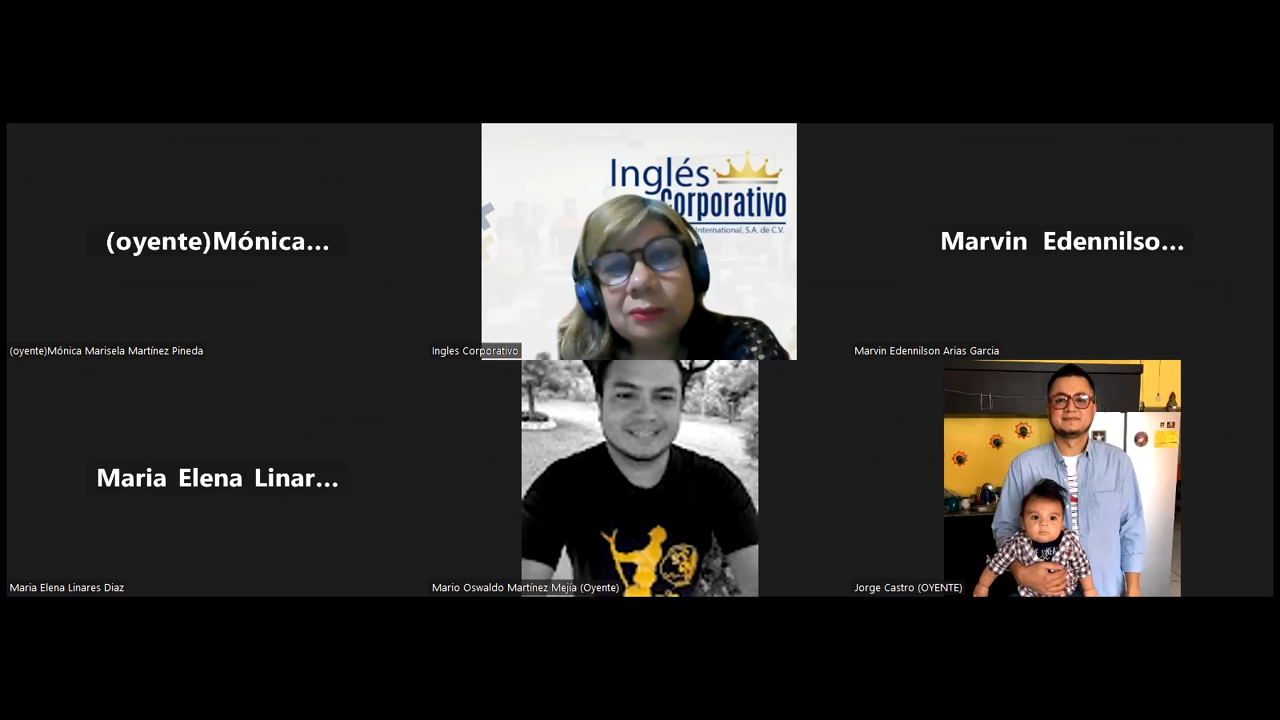 (oyente)Mónica...
(oyente)Mónica Marisela Martínez Pineda
Inglés
Corporativo
International, S.A. de C.V.
Ingles Corporativo
Marvin Edennilso...
Marvin Edennilson Arias Garcia
Maria Elena Linar...
Maria Elena Linares Diaz
Mario Oswaldo Martínez Mejía (Oyente)
Jorge Castro (OYENTE)